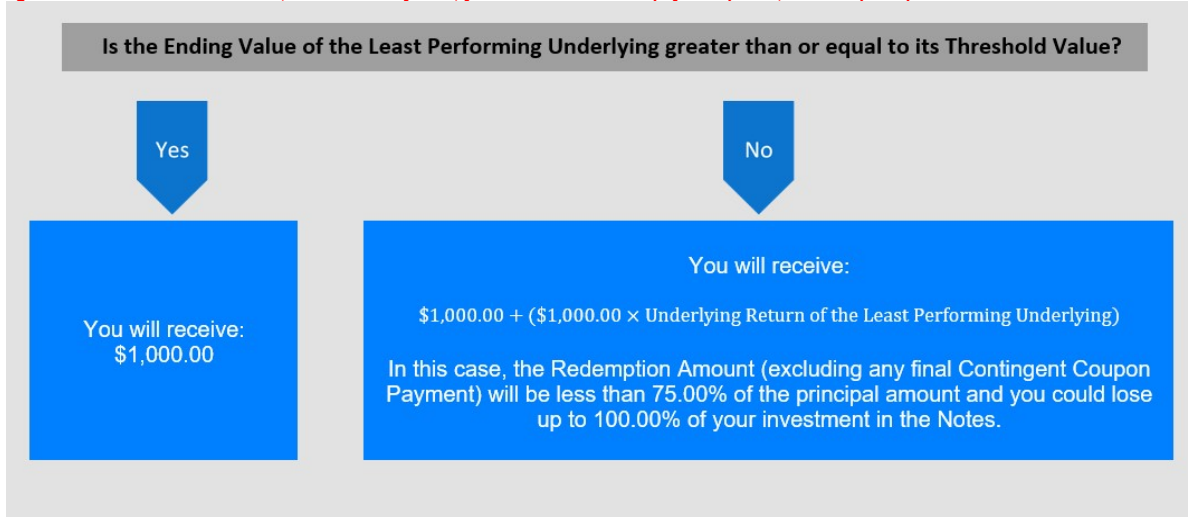 Is the Ending Value of the Least Performing Underlying greater than or equal to its Threshold Value?
Yes
No
You will receive:
$1,000.00
You will receive:
$1,000.00 + ($1,000.00 × Underlying Return of the Least Performing Underlying)
In this case, the Redemption Amount (excluding any final Contingent Coupon
Payment) will be less than 75.00% of the principal amount and you could lose
up to 100.00% of your investment in the Notes.